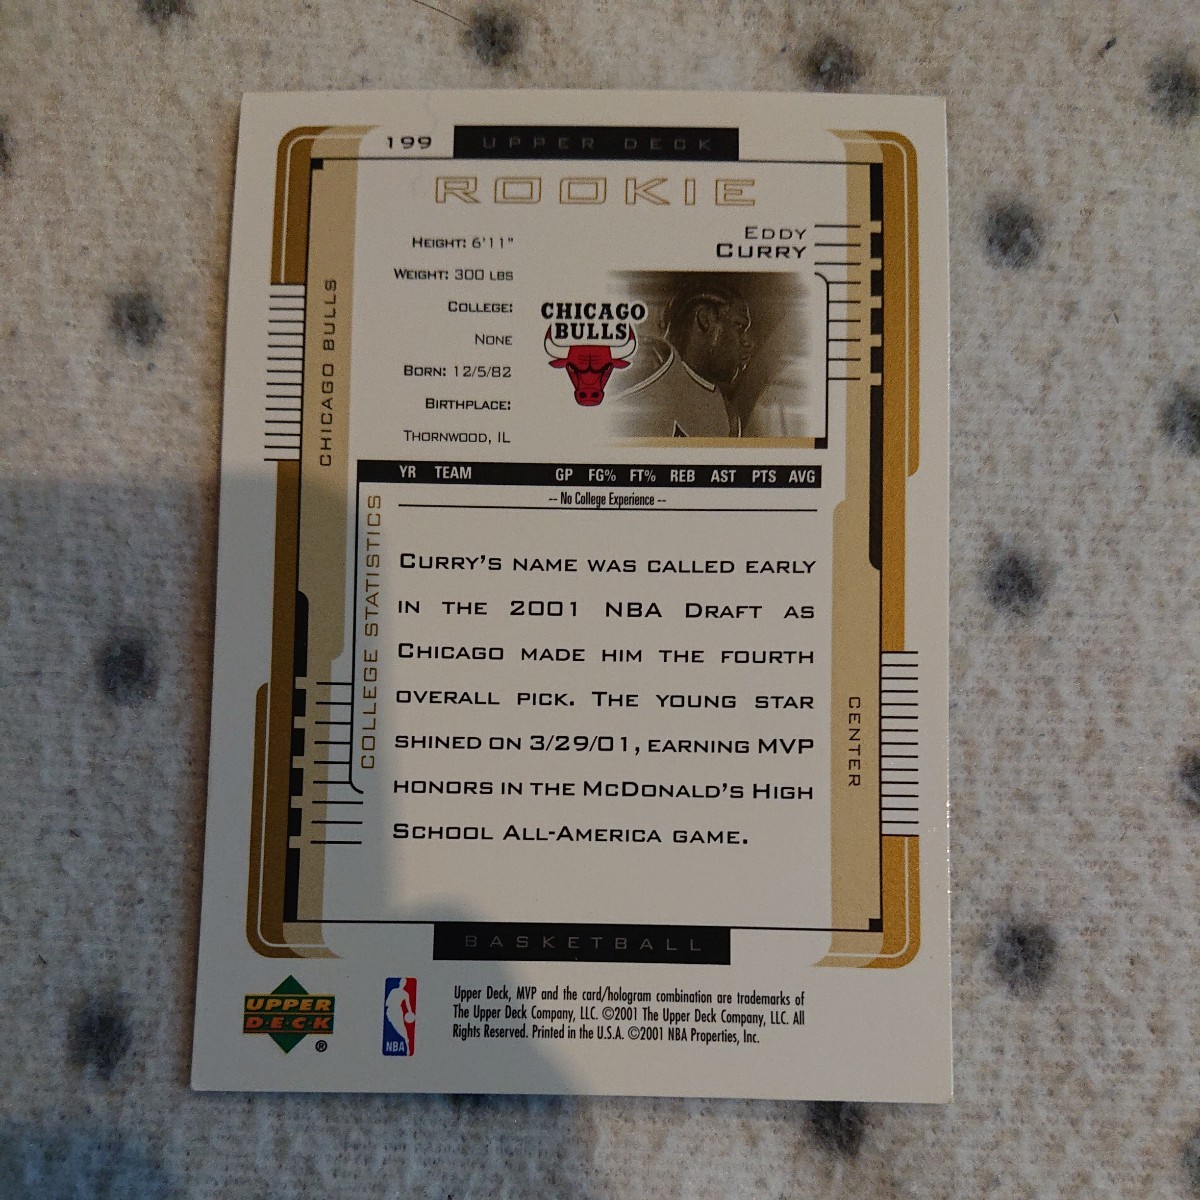 199 UPPER DECK
ROOKIE
EDDY
CURRY
HEIGHT: 6'11"
WEIGHT: 300 LBS
COLLEGE:
NONE
BORN: 12/5/82
BIRTHPLACE:
THORNWOOD, IL
CHICAGO
BULLS
CHICAGO BULLS
YR TEAM GP FG% FT% REB AST PTS AVG
-- No College Experience --
COLLEGE STATISTICS
CURRY'S NAME WAS CALLED EARLY
IN THE 2001 NBA DRAFT AS
CHICAGO MADE HIM THE FOURTH
OVERALL PICK. THE YOUNG STAR
SHINED ON 3/29/01, EARNING MVP
HONORS IN THE MCDONALD'S HIGH
SCHOOL ALL-AMERICA GAME.
CENTER
BASKETBALL
UPPER
D·E·C·K
®
NBA
Upper Deck, MVP and the card/hologram combination are trademarks of
The Upper Deck Company, LLC. ©2001 The Upper Deck Company, LLC. All
Rights Reserved. Printed in the U.S.A. ©2001 NBA Properties, Inc.